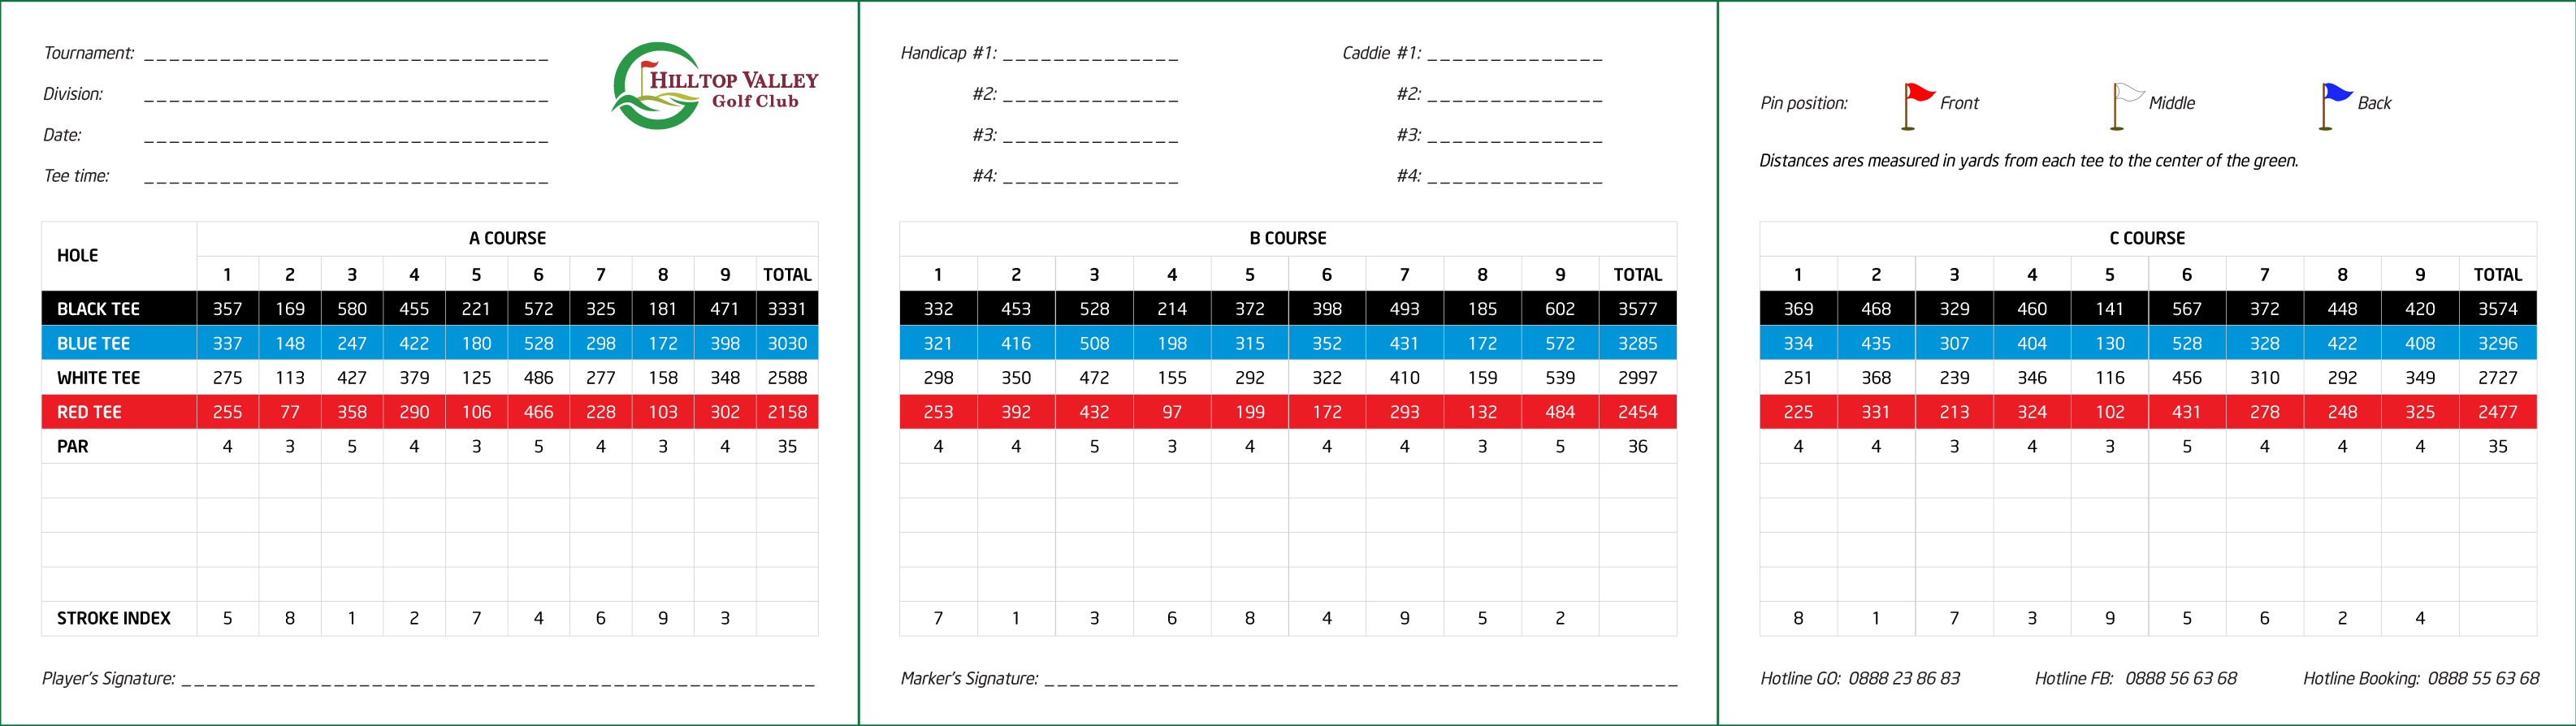 Tournament: _ _ _ _ _ _ _ _ _ _ _ _ _ _ _ _ _ _ _ _ _ _ _ _ _ _ _ _ _ _ _ _
Division: _ _ _ _ _ _ _ _ _ _ _ _ _ _ _ _ _ _ _ _ _ _ _ _ _ _ _ _ _ _ _ _
Date: _ _ _ _ _ _ _ _ _ _ _ _ _ _ _ _ _ _ _ _ _ _ _ _ _ _ _ _ _ _ _ _
Tee time: _ _ _ _ _ _ _ _ _ _ _ _ _ _ _ _ _ _ _ _ _ _ _ _ _ _ _ _ _ _ _ _
HILLTOP VALLEY
Golf Club
HOLE A COURSE
1 2 3 4 5 6 7 8 9 TOTAL
BLACK TEE 357 169 580 455 221 572 325 181 471 3331
BLUE TEE 337 148 247 422 180 528 298 172 398 3030
WHITE TEE 275 113 427 379 125 486 277 158 348 2588
RED TEE 255 77 358 290 106 466 228 103 302 2158
PAR 4 3 5 4 3 5 4 3 4 35
STROKE INDEX 5 8 1 2 7 4 6 9 3
Player's Signature:
Handicap #1: Caddie #1:
#2: #2:
#3: #3:
#4: #4:
B COURSE
1 2 3 4 5 6 7 8 9 TOTAL
332 453 528 214 372 398 493 185 602 3577
321 416 508 198 315 352 431 172 572 3285
298 350 472 155 292 322 410 159 539 2997
253 392 432 97 199 172 293 132 484 2454
4 4 5 3 4 4 4 3 5 36
7 1 3 6 8 4 9 5 2
Marker's Signature:
Pin position: Front Middle Back
Distances ares measured in yards from each tee to the center of the green.
C COURSE
1 2 3 4 5 6 7 8 9 TOTAL
369 468 329 460 141 567 372 448 420 3574
334 435 307 404 130 528 328 422 408 3296
251 368 239 346 116 456 310 292 349 2727
225 331 213 324 102 431 278 248 325 2477
4 4 3 4 3 5 4 4 4 35
8 1 7 3 9 5 6 2 4
Hotline GO: 0888 23 86 83 Hotline FB: 0888 56 63 68 Hotline Booking: 0888 55 63 68